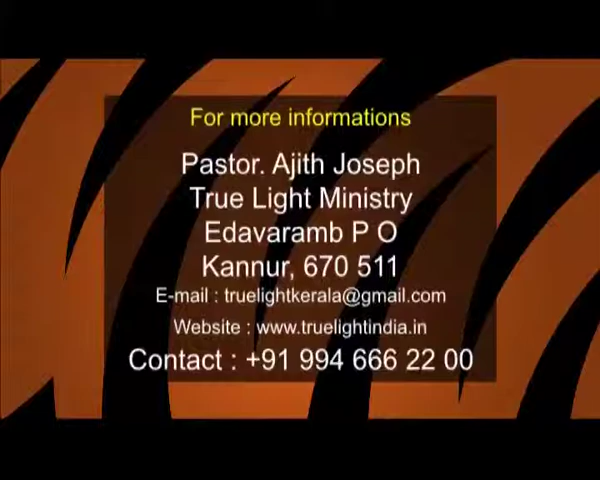 For more informations
Pastor. Ajith Joseph
True Light Ministry
Edavaramb P O
Kannur, 670 511
E-mail : truelightkerala@gmail.com
Website : www.truelightindia.in
Contact : +91 994 666 22 00